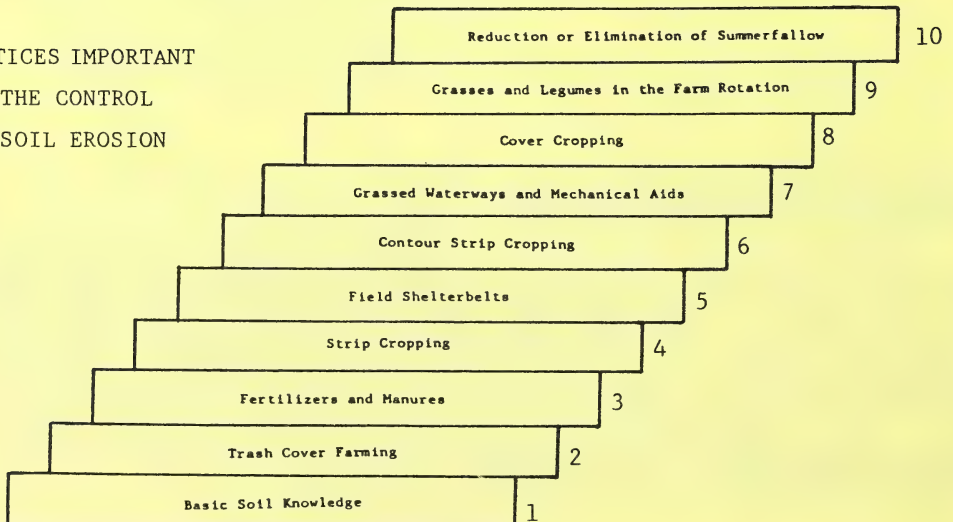 TICES IMPORTANT
THE CONTROL
SOIL EROSION
Reduction or Elimination of Summerfallow 10
Grasses and Legumes in the Farm Rotation 9
Cover Cropping 8
Grassed Waterways and Mechanical Aids 7
Contour Strip Cropping 6
Field Shelterbelts 5
Strip Cropping 4
Fertilizers and Manures 3
Trash Cover Farming 2
Basic Soil Knowledge 1